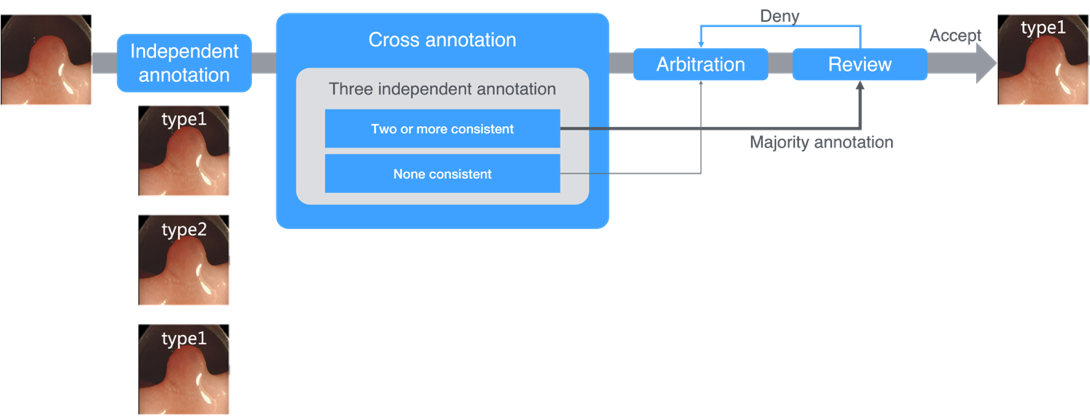 Independent
annotation
type1
type2
type1
Cross annotation
Three independent annotation
Two or more consistent
None consistent
Deny
Arbitration
Review
Majority annotation
Accept
type1